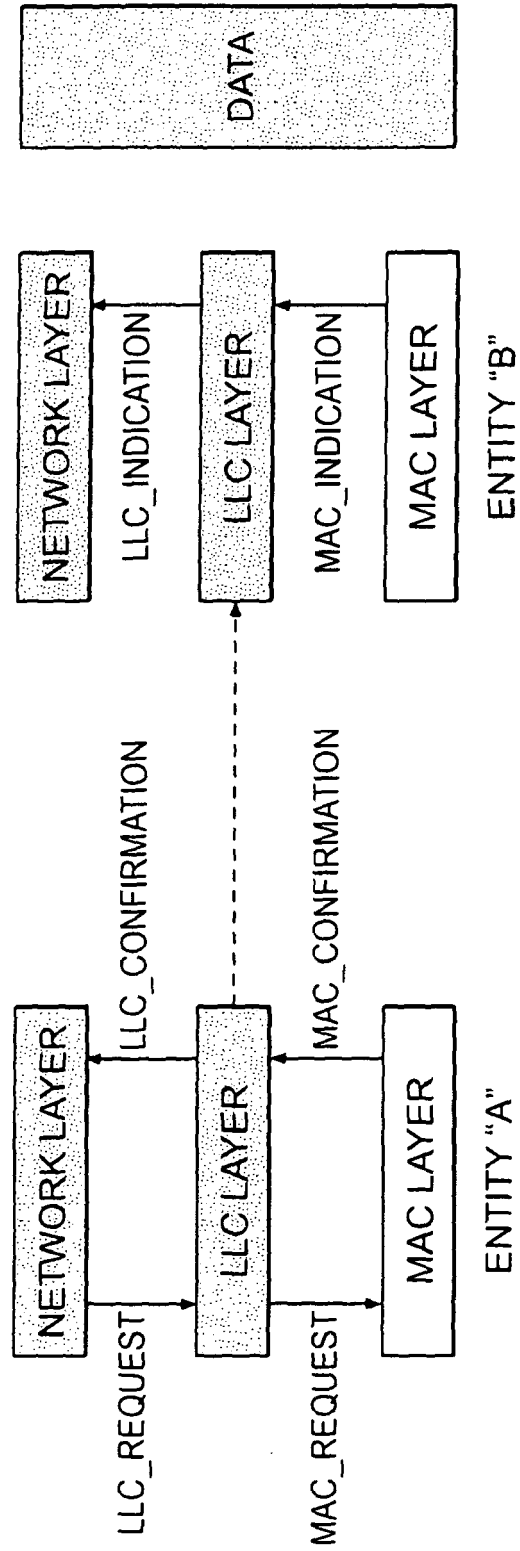 NETWORK LAYER
NETWORK LAYER
DATA
LLC_REQUEST
LLC_CONFIRMATION
LLC_INDICATION
LLC LAYER
LLC LAYER
MAC_REQUEST
MAC_CONFIRMATION
MAC_INDICATION
MAC LAYER
MAC LAYER
ENTITY “A”
ENTITY “B”